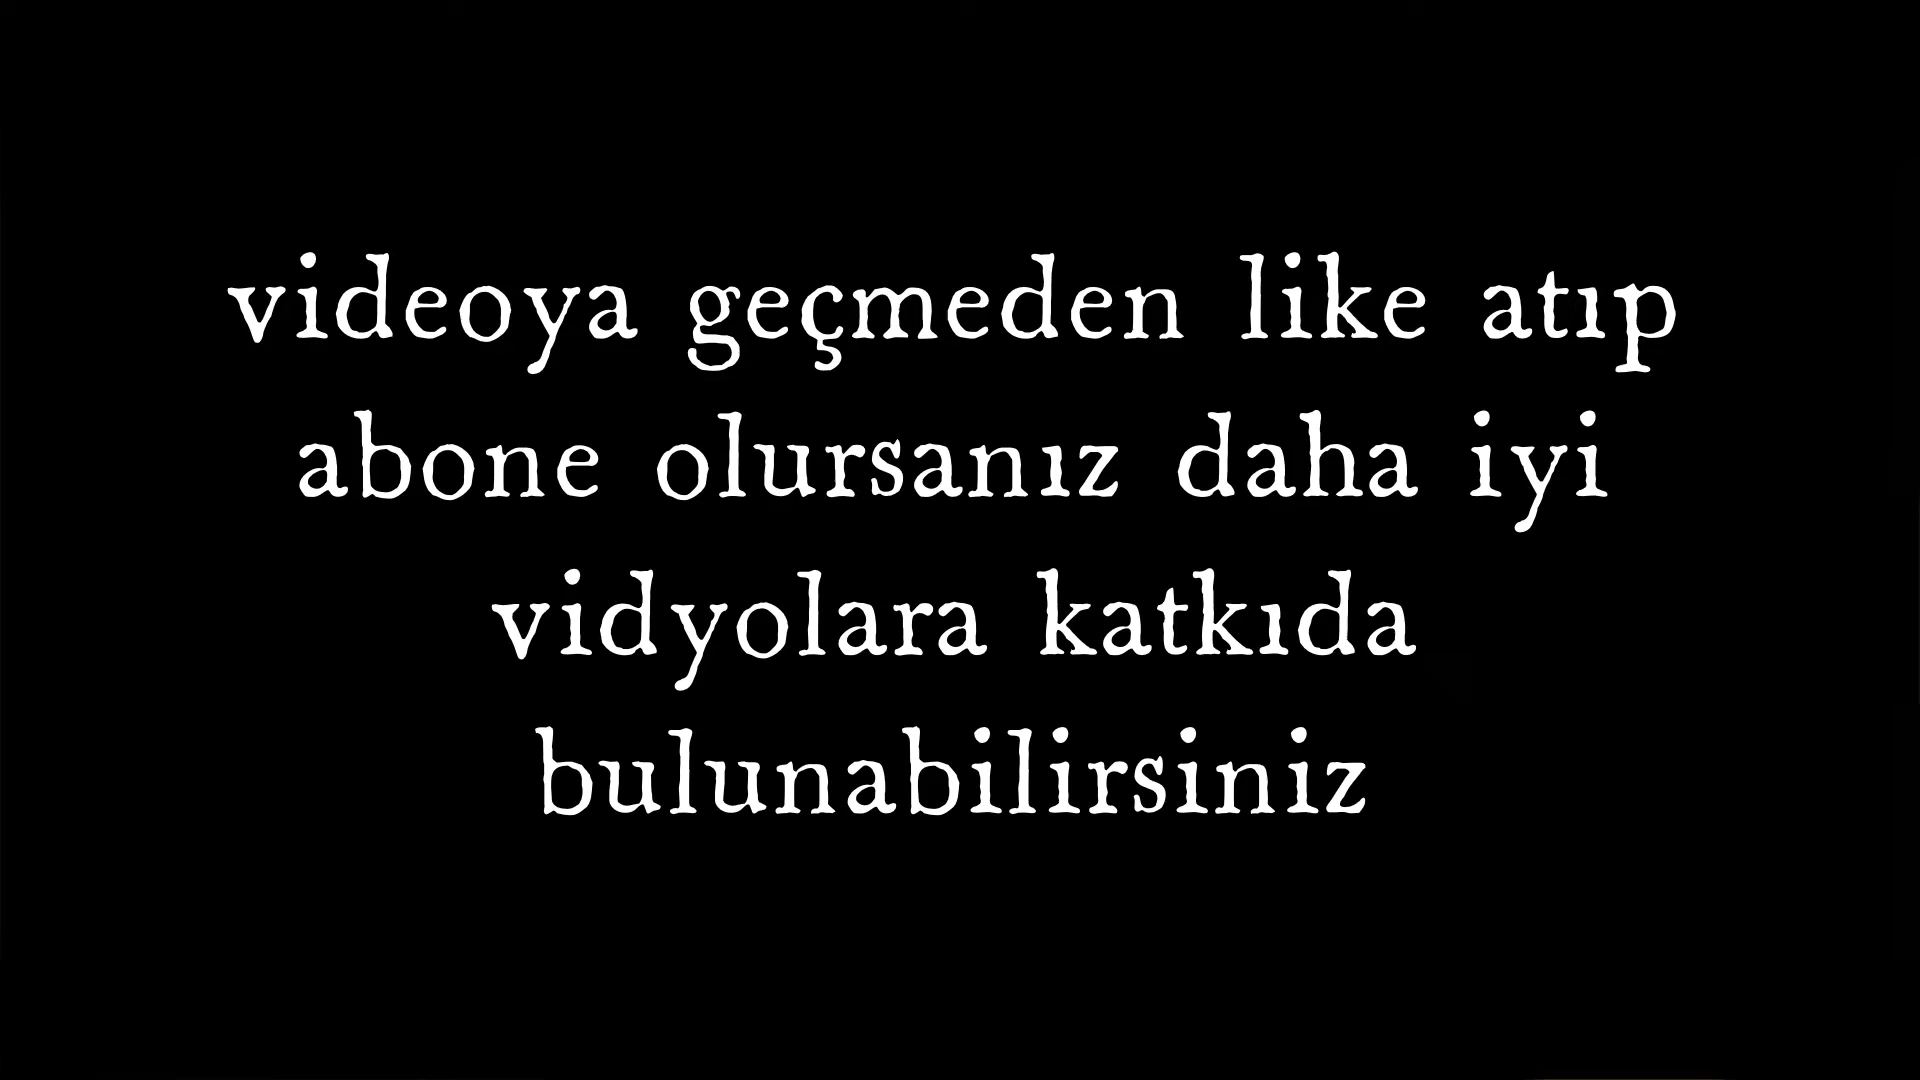 videoya geçmeden like atıp
abone olursanız daha iyi
vidyolara katkıda
bulunabilirsiniz